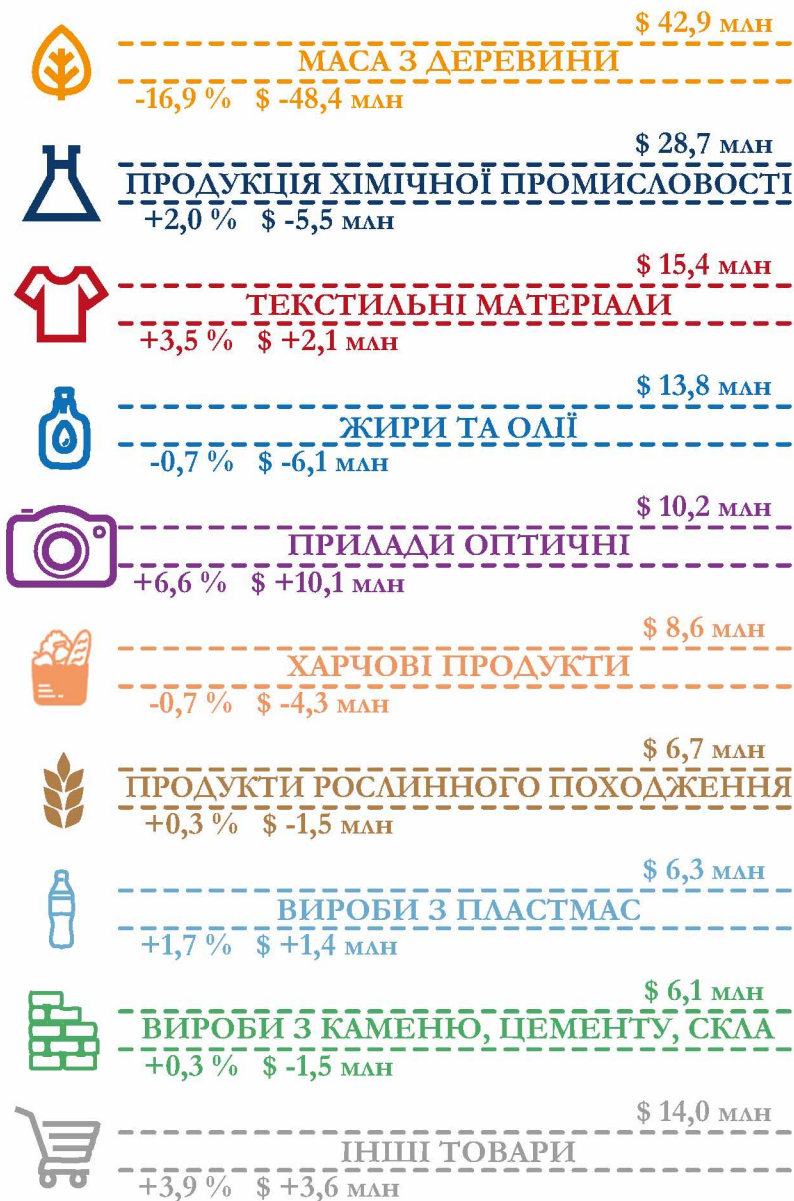 $ 42,9 млн
МАСА З ДЕРЕВИНИ
-16,9 % $ -48,4 млн
$ 28,7 млн
ПРОДУКЦІЯ ХІМІЧНОЇ ПРОМИСЛОВОСТІ
+2,0 % $ -5,5 млн
$ 15,4 млн
ТЕКСТИЛЬНІ МАТЕРІАЛИ
+3,5 % $ +2,1 млн
$ 13,8 млн
ЖИРИ ТА ОЛІЇ
-0,7 % $ -6,1 млн
$ 10,2 млн
ПРИЛАДИ ОПТИЧНІ
+6,6 % $ +10,1 млн
$ 8,6 млн
ХАРЧОВІ ПРОДУКТИ
-0,7 % $ -4,3 млн
$ 6,7 млн
ПРОДУКТИ РОСЛИННОГО ПОХОДЖЕННЯ
+0,3 % $ -1,5 млн
$ 6,3 млн
ВИРОБИ З ПЛАСТМАС
+1,7 % $ +1,4 млн
$ 6,1 млн
ВИРОБИ З КАМЕНЮ, ЦЕМЕНТУ, СКЛА
+0,3 % $ -1,5 млн
$ 14,0 млн
ІНШІ ТОВАРИ
+3,9 % $ +3,6 млн